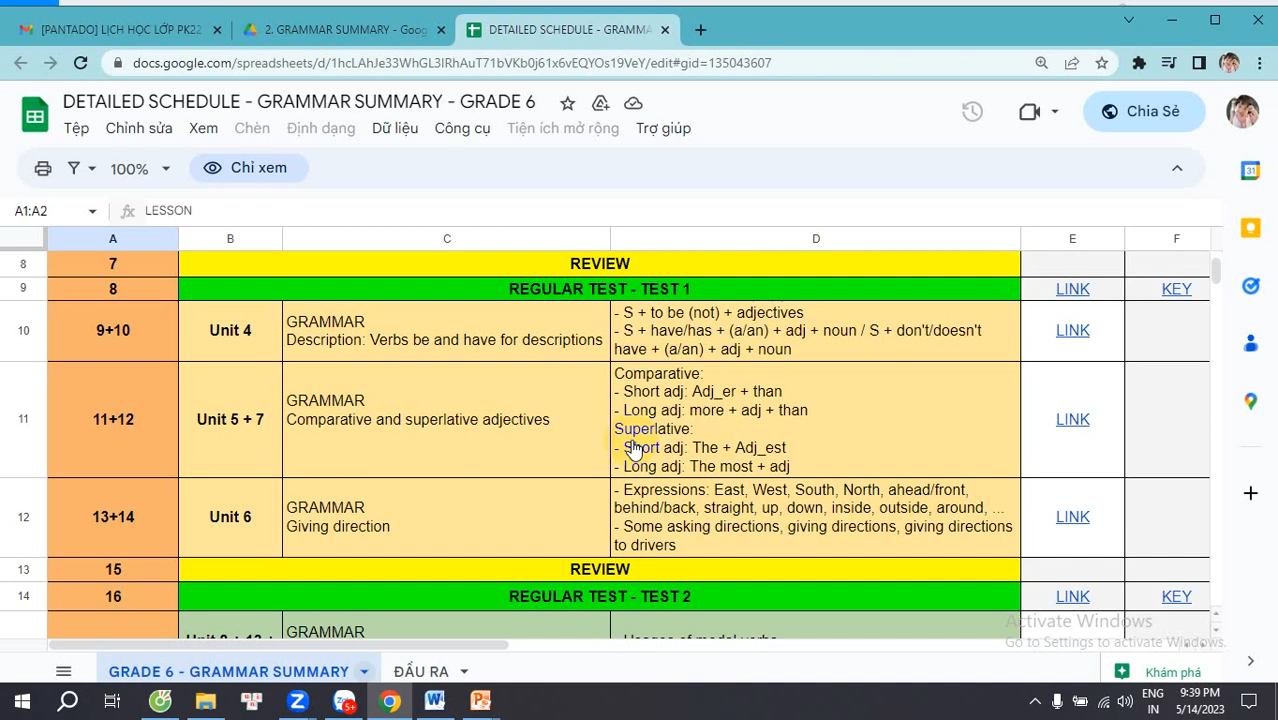 [PANTADO] LỊCH HỌC LỚP PK22
2. GRAMMAR SUMMARY - Goog
DETAILED SCHEDULE - GRAMMA
docs.google.com/spreadsheets/d/1hcLAhJe33WhGL3IRhAuT71bVKb0j61x6vEQYOs19VeY/edit#gid=135043607
DETAILED SCHEDULE - GRAMMAR SUMMARY - GRADE 6
Chia Sẻ
Tệp Chỉnh sửa Xem Chèn Định dạng Dữ liệu Công cụ Tiện ích mở rộng Trợ giúp
100% Chỉ xem
A1:A2 LESSON
A B C D E F
8 7 REVIEW
9 8 REGULAR TEST - TEST 1 LINK KEY
10 9+10 Unit 4
GRAMMAR
Description: Verbs be and have for descriptions
- S + to be (not) + adjectives
- S + have/has + (a/an) + adj + noun / S + don't/doesn't
have + (a/an) + adj + noun
LINK
11 11+12 Unit 5 + 7
GRAMMAR
Comparative and superlative adjectives
Comparative:
- Short adj: Adj_er + than
- Long adj: more + adj + than
Superlative:
- Short adj: The + Adj_est
- Long adj: The most + adj
LINK
12 13+14 Unit 6
GRAMMAR
Giving direction
- Expressions: East, West, South, North, ahead/front,
behind/back, straight, up, down, inside, outside, around, ...
- Some asking directions, giving directions, giving directions
to drivers
LINK
13 15 REVIEW
14 16 REGULAR TEST - TEST 2 LINK KEY
GRAMMAR
Activate Windows
Go to Settings to activate Windows.
GRADE 6 - GRAMMAR SUMMARY
ĐẦU RA
Khám phá
5+
ENG
IN
9:39 PM
5/14/2023